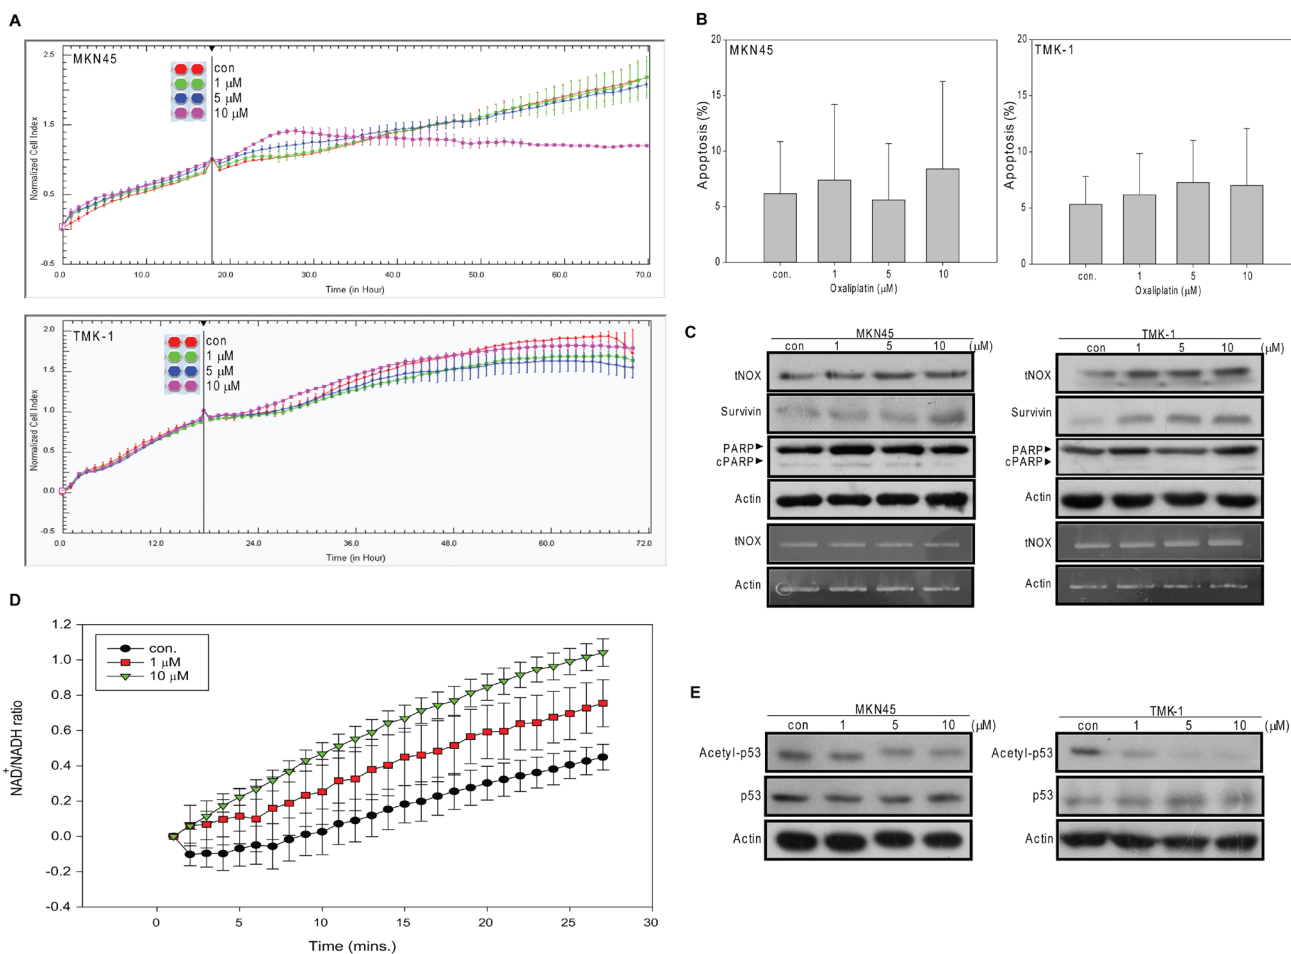 A
MKN45
con
1 μM
5 μM
10 μM
Normalized Cell Index
2.5
1.5
0.5
-0.5
0.0 10.0 20.0 30.0 40.0 50.0 60.0 70.0
Time (in Hour)
TMK-1
con
1 μM
5 μM
10 μM
Normalized Cell Index
2.0
1.5
1.0
0.5
0.0
-0.5
0.0 12.0 24.0 36.0 48.0 60.0 72.0
Time (in Hour)
B
MKN45
Apoptosis (%)
20
15
10
5
0
con. 1 5 10
Oxaliplatin (μM)
TMK-1
Apoptosis (%)
20
15
10
5
0
con. 1 5 10
Oxaliplatin (μM)
C
MKN45
con 1 5 10 (μM)
tNOX
Survivin
PARP
cPARP
Actin
tNOX
Actin
TMK-1
con 1 5 10 (μM)
tNOX
Survivin
PARP
cPARP
Actin
tNOX
Actin
D
con.
1 μM
10 μM
NAD+/NADH ratio
1.2
1.0
0.8
0.6
0.4
0.2
0.0
-0.2
-0.4
0 5 10 15 20 25 30
Time (mins.)
E
MKN45
con 1 5 10 (μM)
Acetyl-p53
p53
Actin
TMK-1
con 1 5 10 (μM)
Acetyl-p53
p53
Actin